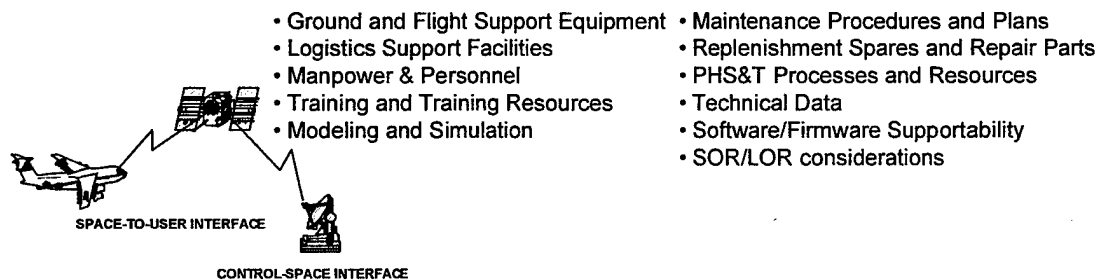 • Ground and Flight Support Equipment
• Logistics Support Facilities
• Manpower & Personnel
• Training and Training Resources
• Modeling and Simulation
• Maintenance Procedures and Plans
• Replenishment Spares and Repair Parts
• PHS&T Processes and Resources
• Technical Data
• Software/Firmware Supportability
• SOR/LOR considerations
SPACE-TO-USER INTERFACE
CONTROL-SPACE INTERFACE